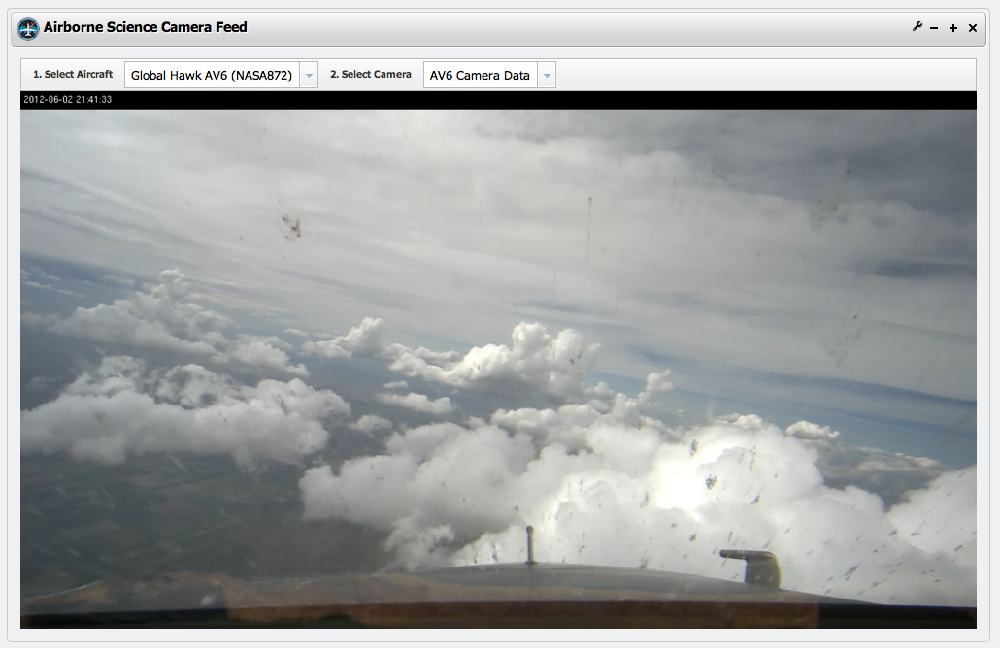 Airborne Science Camera Feed
1. Select Aircraft Global Hawk AV6 (NASA872) 2. Select Camera AV6 Camera Data
2012-06-02 21:41:33